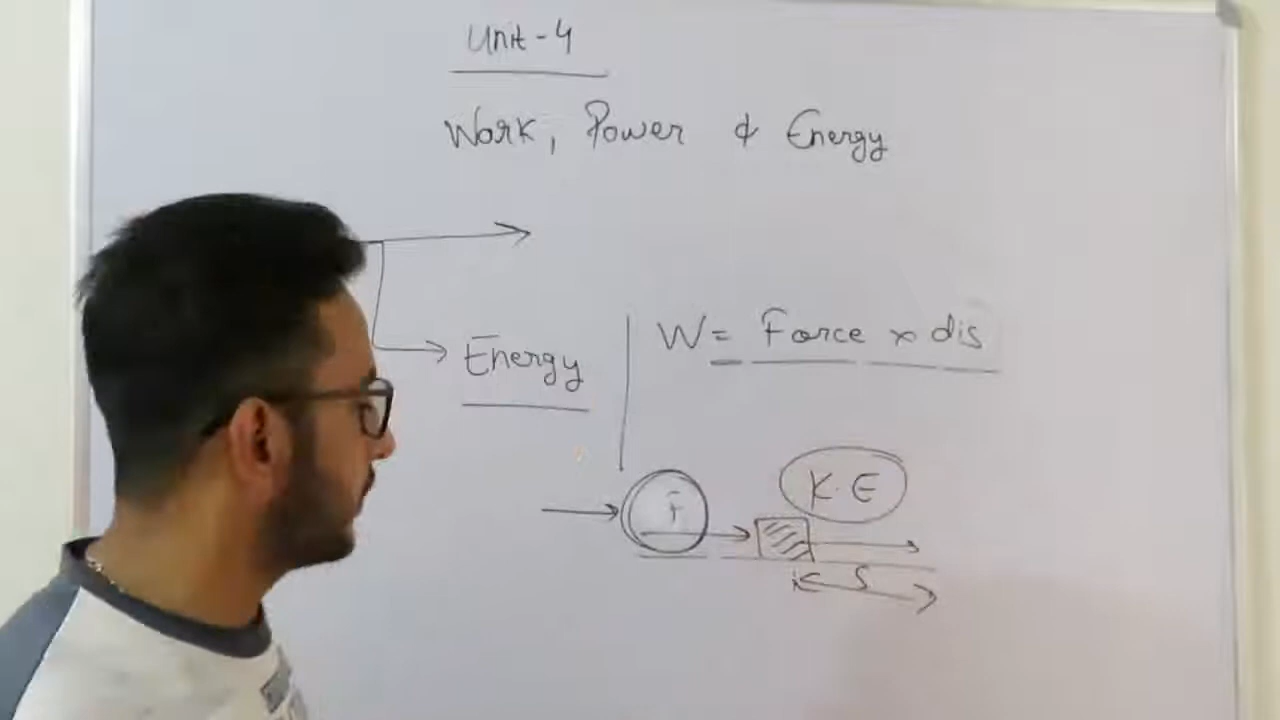 Unit-4
Work, Power & Energy
W = Force x dis
Energy
K.E
F
S